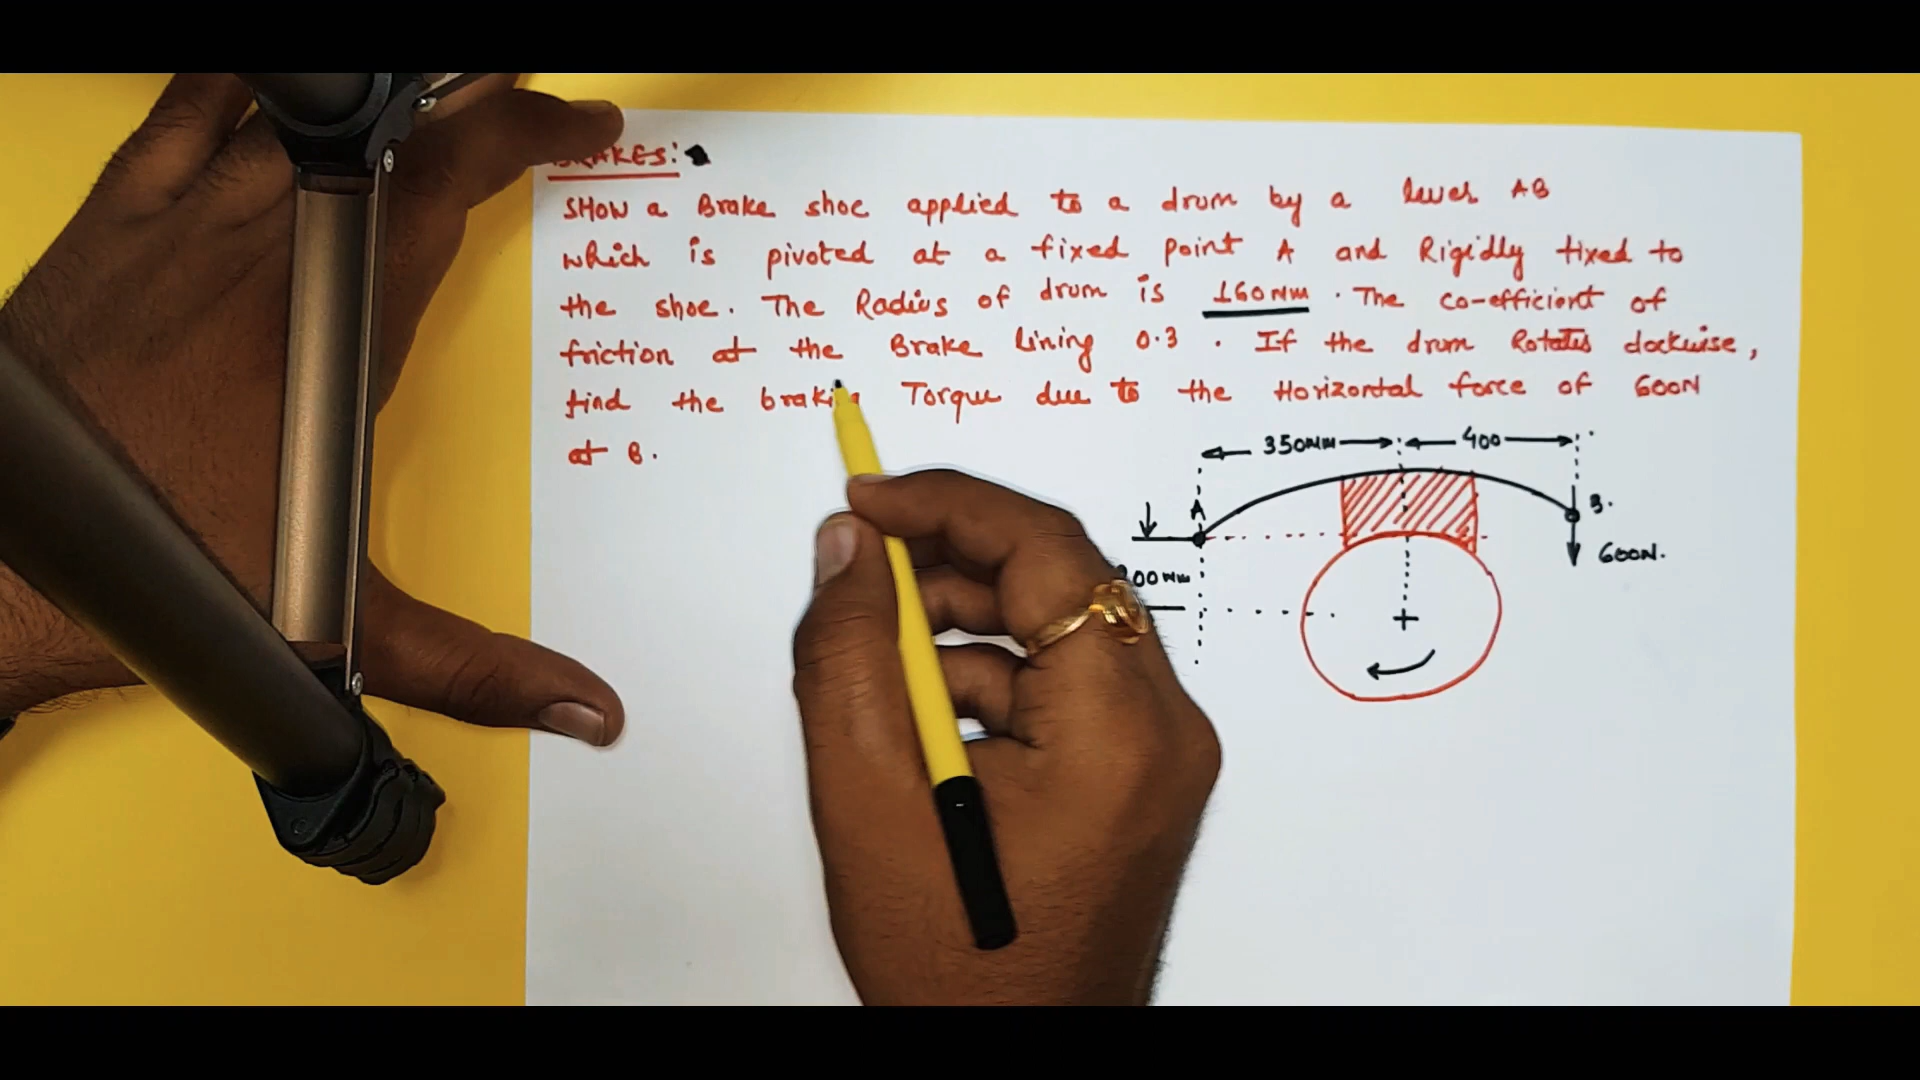 BRAKES:
SHOW a Brake shoe applied to a drum by a lever AB
which is pivoted at a fixed point A and Rigidly fixed to
the shoe. The Radius of drum is 160MM. The co-efficient of
friction at the Brake lining 0.3. If the drum Rotates clockwise,
find the Torque due to the Horizontal force of 600N
at B.
350MM 400
A
B.
600N.